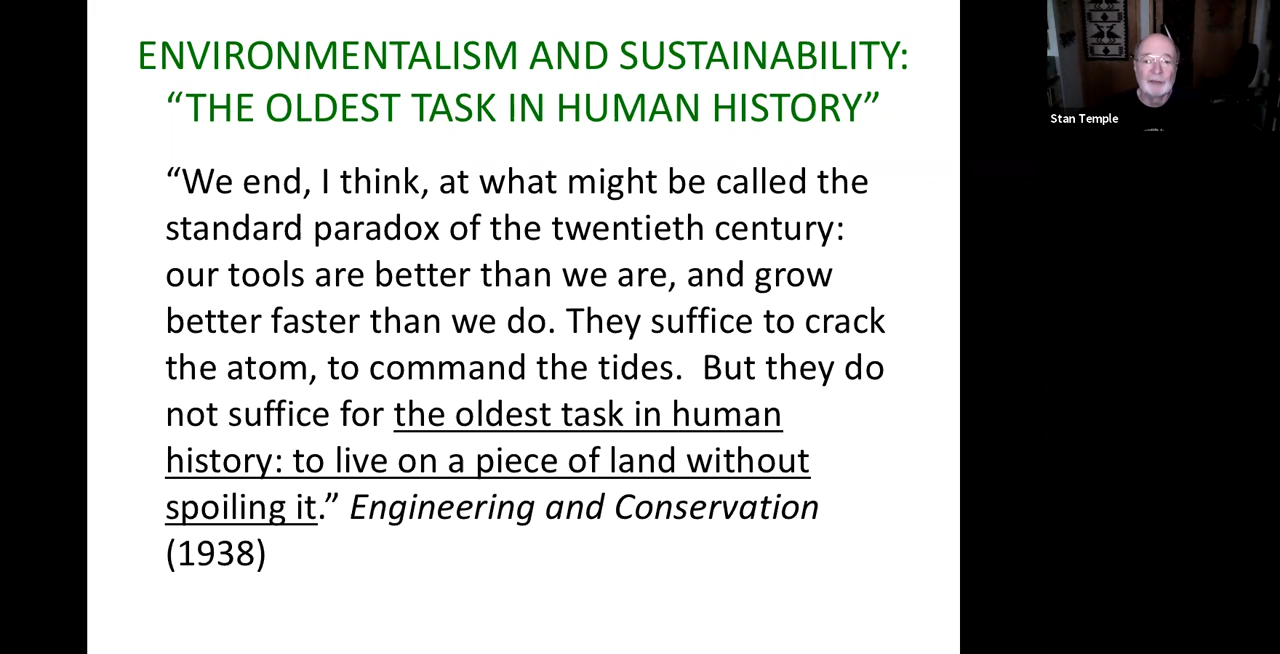 ENVIRONMENTALISM AND SUSTAINABILITY:
“THE OLDEST TASK IN HUMAN HISTORY”
“We end, I think, at what might be called the
standard paradox of the twentieth century:
our tools are better than we are, and grow
better faster than we do. They suffice to crack
the atom, to command the tides.  But they do
not suffice for the oldest task in human
history: to live on a piece of land without
spoiling it.” Engineering and Conservation
(1938)
Stan Temple